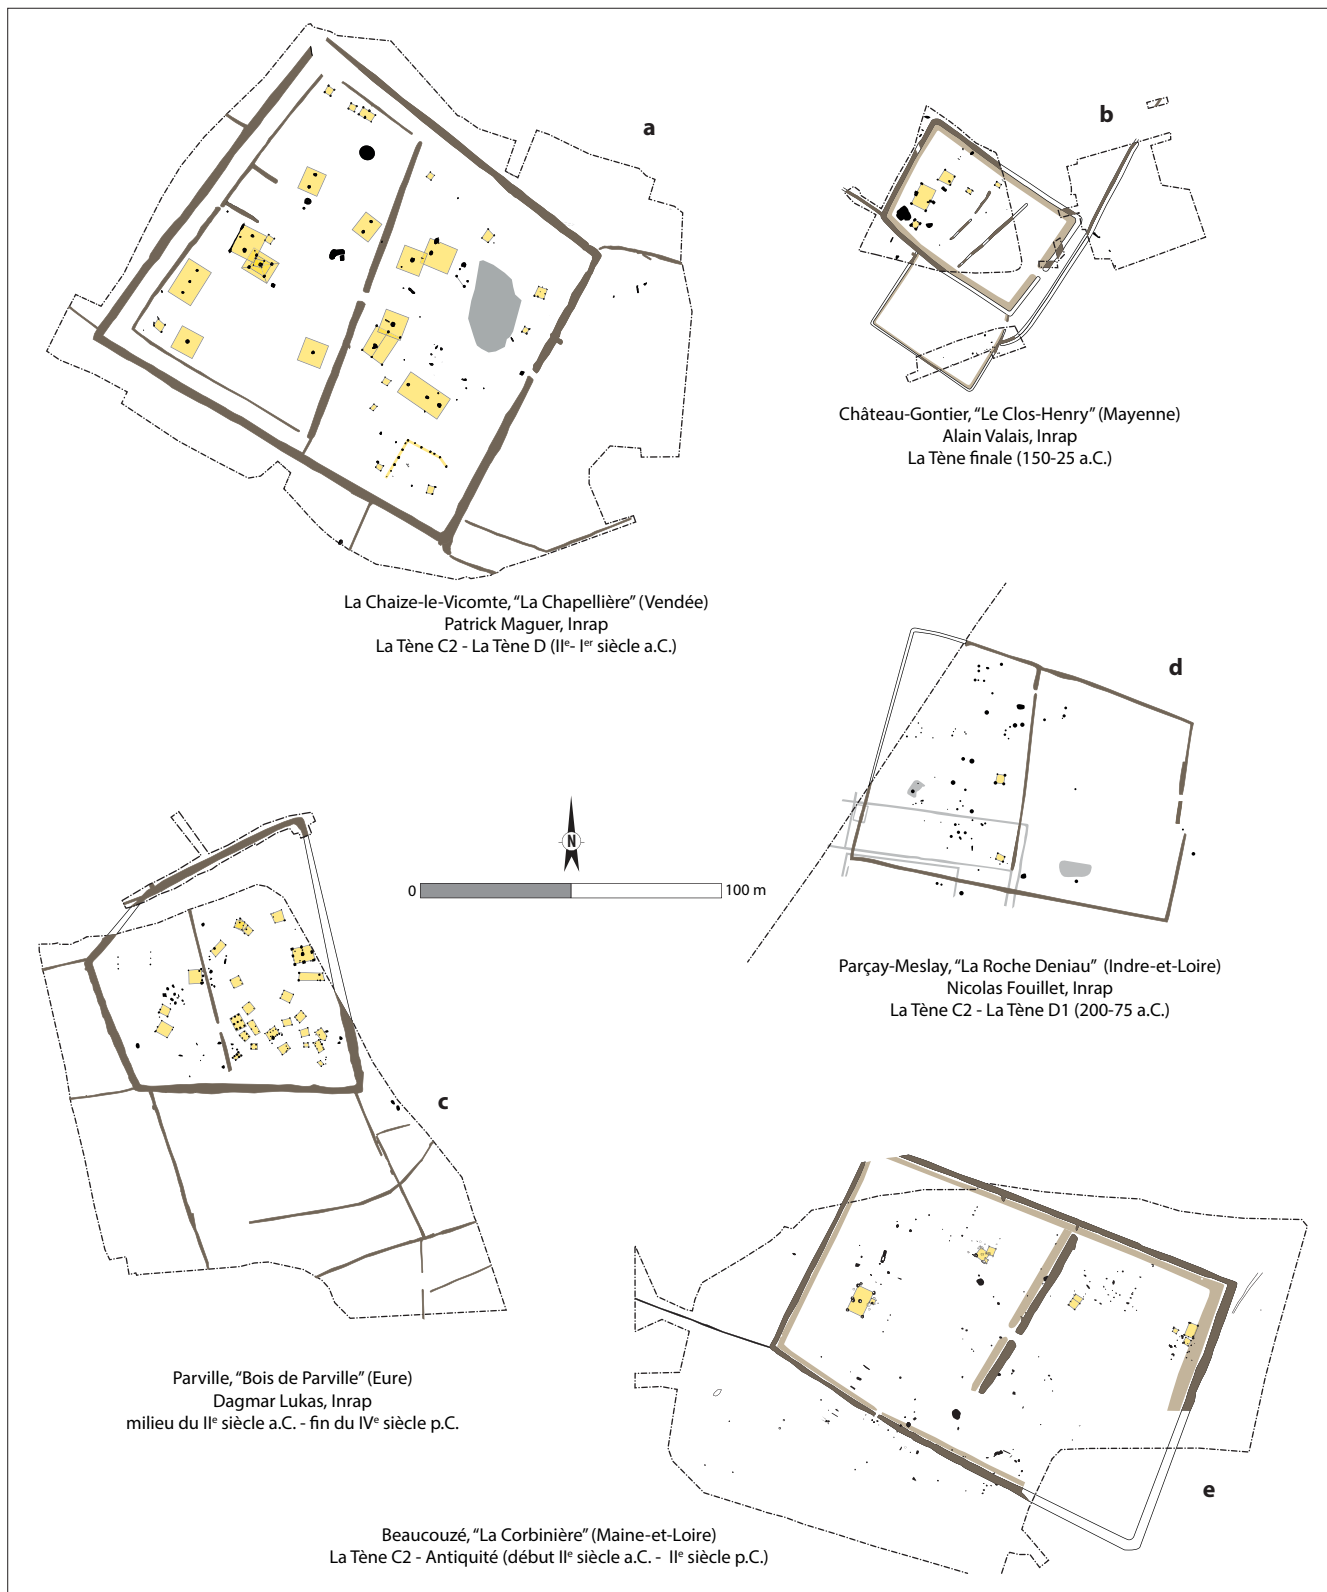 a
b
Château-Gontier, “Le Clos-Henry” (Mayenne)
Alain Valais, Inrap
La Tène finale (150-25 a.C.)
La Chaize-le-Vicomte, “La Chapellière” (Vendée)
Patrick Maguer, Inrap
La Tène C2 - La Tène D (IIe- Ier siècle a.C.)
d
N
0 100 m
Parçay-Meslay, “La Roche Deniau” (Indre-et-Loire)
Nicolas Fouillet, Inrap
La Tène C2 - La Tène D1 (200-75 a.C.)
c
Parville, “Bois de Parville” (Eure)
Dagmar Lukas, Inrap
milieu du IIe siècle a.C. - fin du IVe siècle p.C.
e
Beaucouzé, “La Corbinière” (Maine-et-Loire)
La Tène C2 - Antiquité (début IIe siècle a.C. - IIe siècle p.C.)